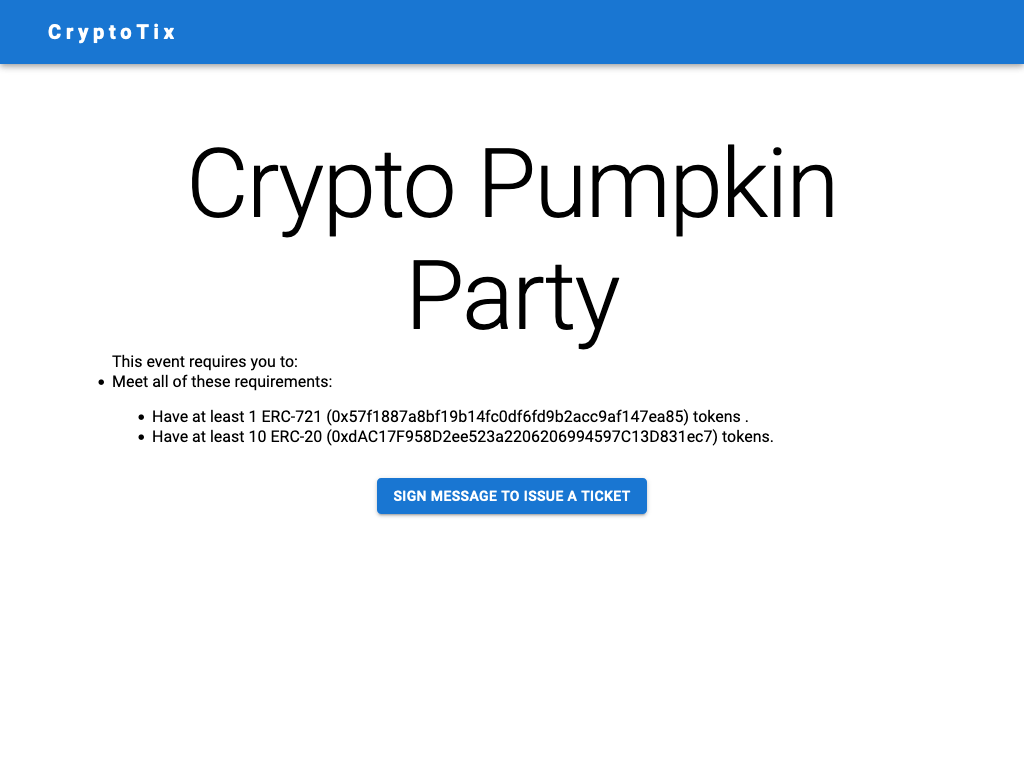 CryptoTix
Crypto Pumpkin
Party
This event requires you to:
Meet all of these requirements:
Have at least 1 ERC-721 (0x57f1887a8bf19b14fc0df6fd9b2acc9af147ea85) tokens .
Have at least 10 ERC-20 (0xdAC17F958D2ee523a2206206994597C13D831ec7) tokens.
SIGN MESSAGE TO ISSUE A TICKET